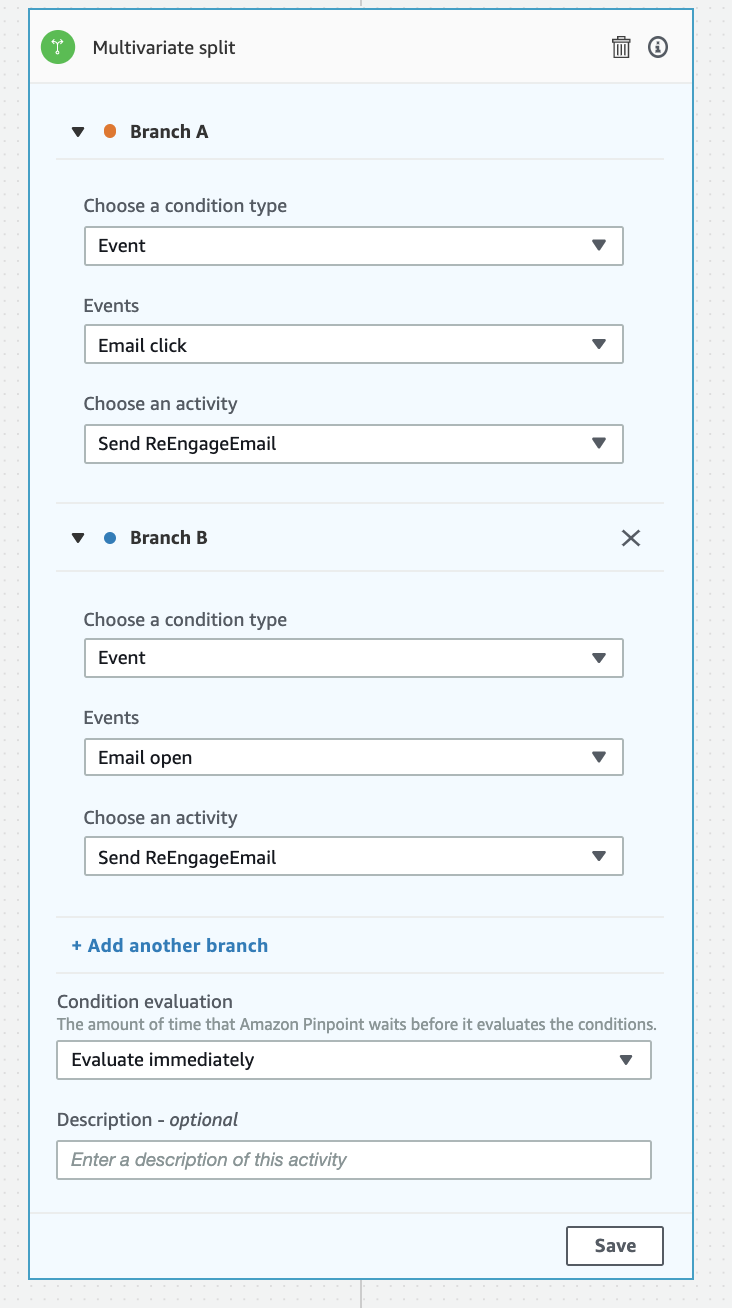 Multivariate split
Branch A
Choose a condition type
Event
Events
Email click
Choose an activity
Send ReEngageEmail
Branch B
Choose a condition type
Event
Events
Email open
Choose an activity
Send ReEngageEmail
+ Add another branch
Condition evaluation
The amount of time that Amazon Pinpoint waits before it evaluates the conditions.
Evaluate immediately
Description - optional
Enter a description of this activity
Save